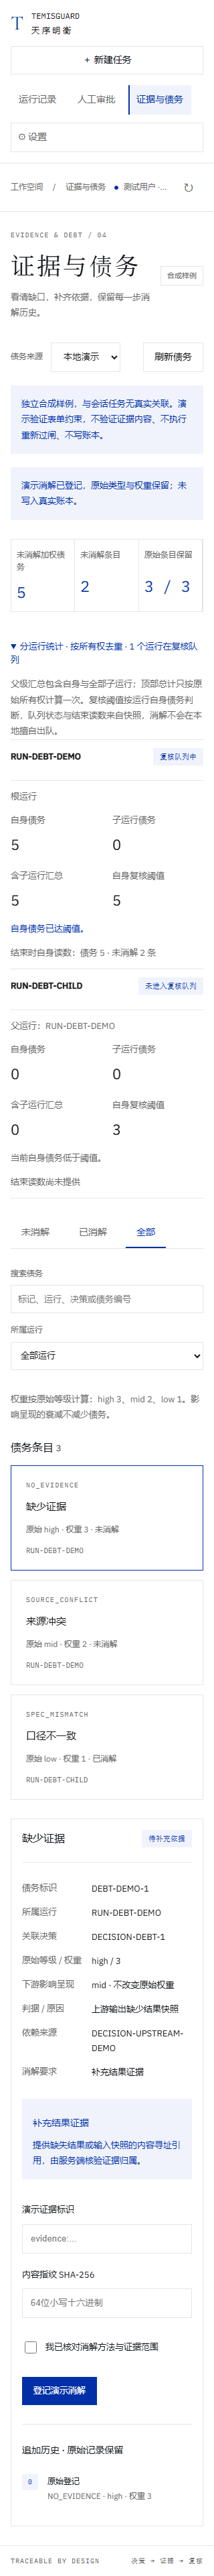 T TEMISGUARD
天序明衡
+ 新建任务
运行记录 人工审批 证据与债务
⊙ 设置
工作空间 / 证据与债务 ● 测试用户 ·... ↻
EVIDENCE & DEBT / 04
证据与债务 合成样例
看清缺口，补齐依据，保留每一步消
解历史。
债务来源 本地演示 刷新债务
独立合成样例，与会话任务无真实关联。演
示验证表单约束，不验证证据内容、不执行
重新过闸、不写账本。
演示消解已登记，原始类型与权重保留；未
写入真实账本。
未消解加权债务 未消解条目 原始条目保留
5 2 3 / 3
▼ 分运行统计 · 按所有权去重 · 1 个运行在复核队
列
父级汇总包含自身与全部子运行；顶部总计只按原
始所有权计算一次。复核阈值按运行自身债务判
断，队列状态与结束读数来自快照，消解不会在本
地擅自出队。
RUN-DEBT-DEMO 复核队列中
根运行
自身债务 子运行债务
5 0
含子运行汇总 自身复核阈值
5 5
自身债务已达阈值。
结束时自身读数：债务 5 · 未消解 2 条
RUN-DEBT-CHILD 未进入复核队列
父运行：RUN-DEBT-DEMO
自身债务 子运行债务
0 0
含子运行汇总 自身复核阈值
0 3
当前自身债务低于阈值。
结束读数尚未提供
未消解 已消解 全部
搜索债务
标记、运行、决策或债务编号
所属运行
全部运行
权重按原始等级计算：high 3、mid 2、low 1。影
响呈现的衰减不减少债务。
债务条目 3
NO_EVIDENCE
缺少证据
原始 high · 权重 3 · 未消解
RUN-DEBT-DEMO
SOURCE_CONFLICT
来源冲突
原始 mid · 权重 2 · 未消解
RUN-DEBT-DEMO
SPEC_MISMATCH
口径不一致
原始 low · 权重 1 · 已消解
RUN-DEBT-CHILD
缺少证据 待补充依据
债务标识 DEBT-DEMO-1
所属运行 RUN-DEBT-DEMO
关联决策 DECISION-DEBT-1
原始等级 / 权重 high / 3
下游影响呈现 mid · 不改变原始权重
判据 / 原因 上游输出缺少结果快照
依赖来源 DECISION-UPSTREAM-
DEMO
消解要求 补充结果证据
补充结果证据
提供缺失结果或输入快照的内容寻址引
用，由服务端核验证据归属。
演示证据标识
evidence:...
内容指纹 SHA-256
64位小写十六进制
我已核对消解方法与证据范围
登记演示消解
追加历史 · 原始记录保留
0 原始登记
NO_EVIDENCE · high · 权重 3
TRACEABLE BY DESIGN 决策 → 证据 → 复核